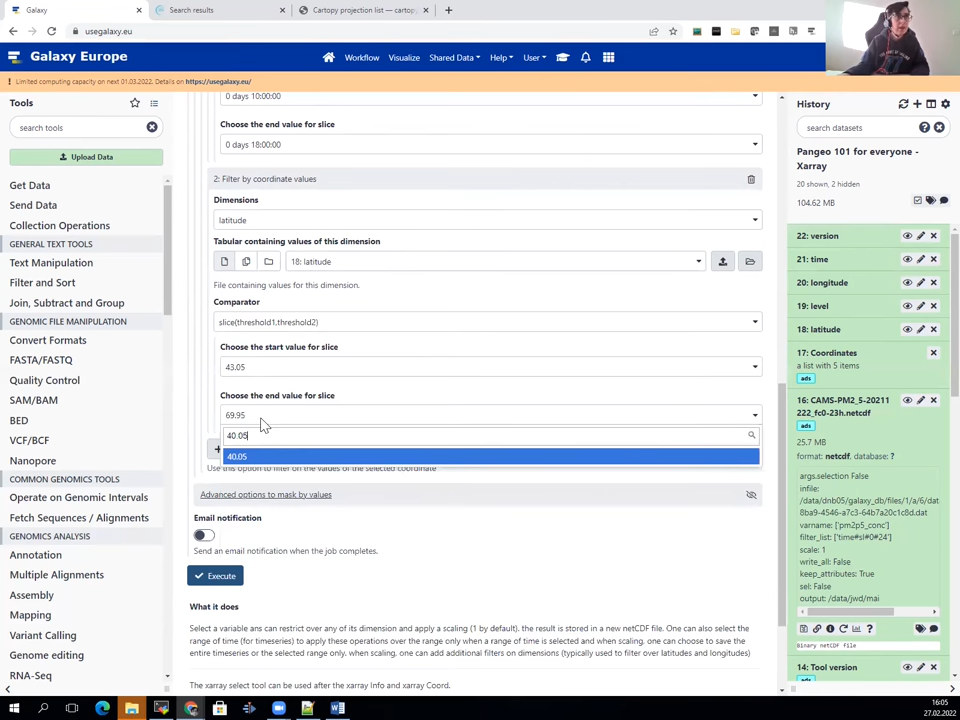 Galaxy
Search results
Cartopy projection list — cartop
usegalaxy.eu
Galaxy Europe
Workflow
Visualize
Shared Data
Help
User
Limited computing capacity on next 01.03.2022. Details on https://usegalaxy.eu/
Tools
search tools
Upload Data
Get Data
Send Data
Collection Operations
GENERAL TEXT TOOLS
Text Manipulation
Filter and Sort
Join, Subtract and Group
GENOMIC FILE MANIPULATION
Convert Formats
FASTA/FASTQ
Quality Control
SAM/BAM
BED
VCF/BCF
Nanopore
COMMON GENOMICS TOOLS
Operate on Genomic Intervals
Fetch Sequences / Alignments
GENOMICS ANALYSIS
Annotation
Multiple Alignments
Assembly
Mapping
Variant Calling
Genome editing
RNA-Seq
0 days 10:00:00
Choose the end value for slice
0 days 18:00:00
2: Filter by coordinate values
Dimensions
latitude
Tabular containing values of this dimension
18: latitude
File containing values for this dimension.
Comparator
slice(threshold1,threshold2)
Choose the start value for slice
43.05
Choose the end value for slice
69.95
40.05
40.05
Use this option to filter on the values of the selected coordinate
Advanced options to mask by values
Email notification
Send an email notification when the job completes.
Execute
What it does
Select a variable ans can restrict over any of its dimension and apply a scaling (1 by default). the result is stored in a new netCDF file. One can also select the
range of time (for timeseries) to apply these operations over the range only when a range of time is selected and when scaling, one can choose to save the
entire timeseries or the selected range only. when scaling, one can add additional filters on dimensions (typically used to filter over latitudes and longitudes)
The xarray select tool can be used after the xarray Info and xarray Coord.
History
search datasets
Pangeo 101 for everyone -
Xarray
20 shown, 2 hidden
104.62 MB
22: version
21: time
20: longitude
19: level
18: latitude
17: Coordinates
a list with 5 items
ads
16: CAMS-PM2_5-20211
222_fc0-23h.netcdf
ads
25.7 MB
format: netcdf, database: ?
args.selection False
infile:
/data/dnb05/galaxy_db/files/1/a/6/dat
8ba9-4546-a7c3-64b7a20c1d8d.dat
varname: ['pm2p5_conc']
filter_list: ['time#sl#0#24']
scale: 1
write_all: False
keep_attributes: True
sel: False
output: /data/jwd/mai
Binary netCDF file
14: Tool version
ads
16:05
27.02.2022